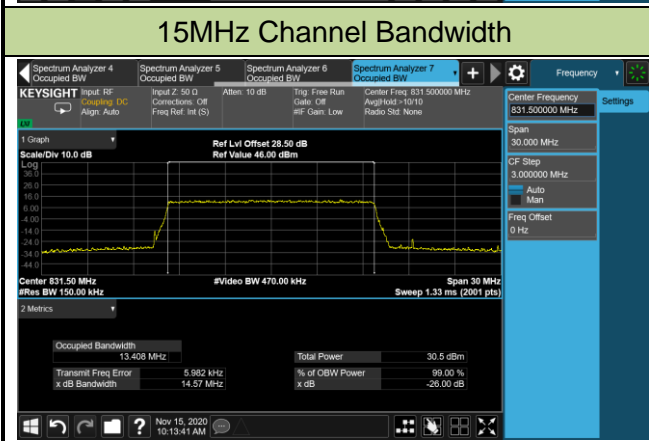 15MHz Channel Bandwidth
Spectrum Analyzer 4
Occupied BW
Spectrum Analyzer 5
Occupied BW
Spectrum Analyzer 6
Occupied BW
Spectrum Analyzer 7
Occupied BW
+
Frequency
KEYSIGHT
LV
Input: RF
Coupling: DC
Align: Auto
Input Z: 50 Ω
Corrections: Off
Freq Ref: Int (S)
Atten: 10 dB
Trig: Free Run
Gate: Off
#IF Gain: Low
Center Freq: 831.500000 MHz
Avg|Hold:>10/10
Radio Std: None
Center Frequency
831.500000 MHz
Settings
Span
30.000 MHz
CF Step
3.000000 MHz
Auto
Man
Freq Offset
0 Hz
1 Graph
Scale/Div 10.0 dB
Ref Lvl Offset 28.50 dB
Ref Value 46.00 dBm
Log
36.0
26.0
16.0
6.00
-4.00
-14.0
-24.0
-34.0
-44.0
Center 831.50 MHz
#Video BW 470.00 kHz
Span 30 MHz
#Res BW 150.00 kHz
Sweep 1.33 ms (2001 pts)
2 Metrics
Occupied Bandwidth
13.408 MHz
Total Power 30.5 dBm
Transmit Freq Error 5.982 kHz
% of OBW Power 99.00 %
x dB Bandwidth 14.57 MHz
x dB -26.00 dB
?
Nov 15, 2020
10:13:41 AM